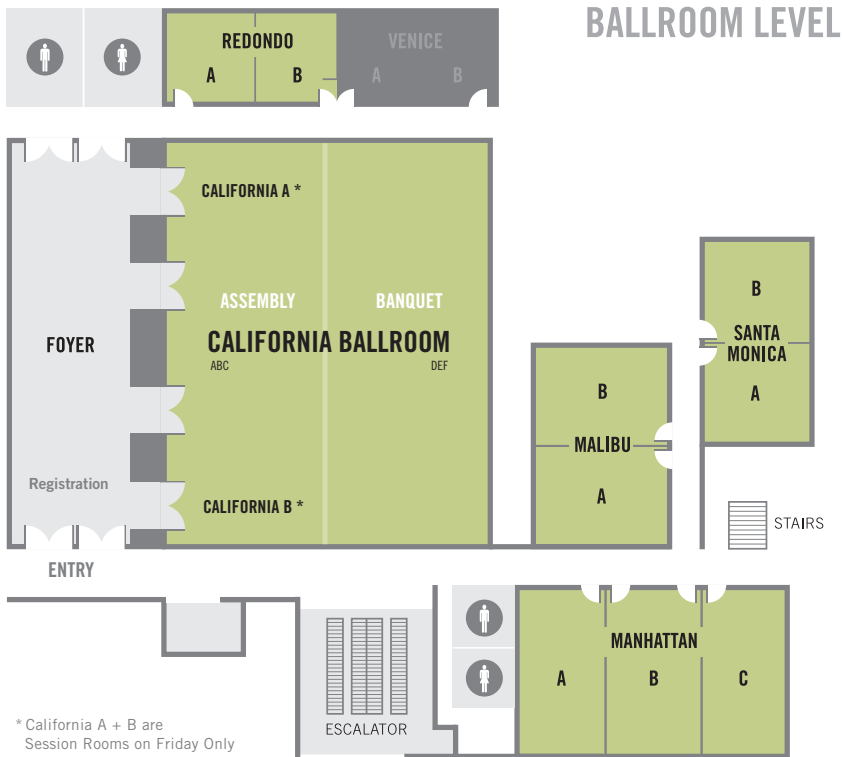 BALLROOM LEVEL
REDONDO
A
B
VENICE
A
B
CALIFORNIA A *
ASSEMBLY
BANQUET
CALIFORNIA BALLROOM
ABC
DEF
FOYER
Registration
CALIFORNIA B *
ENTRY
B
SANTA
MONICA
A
B
MALIBU
A
STAIRS
MANHATTAN
A
B
C
ESCALATOR
* California A + B are
Session Rooms on Friday Only